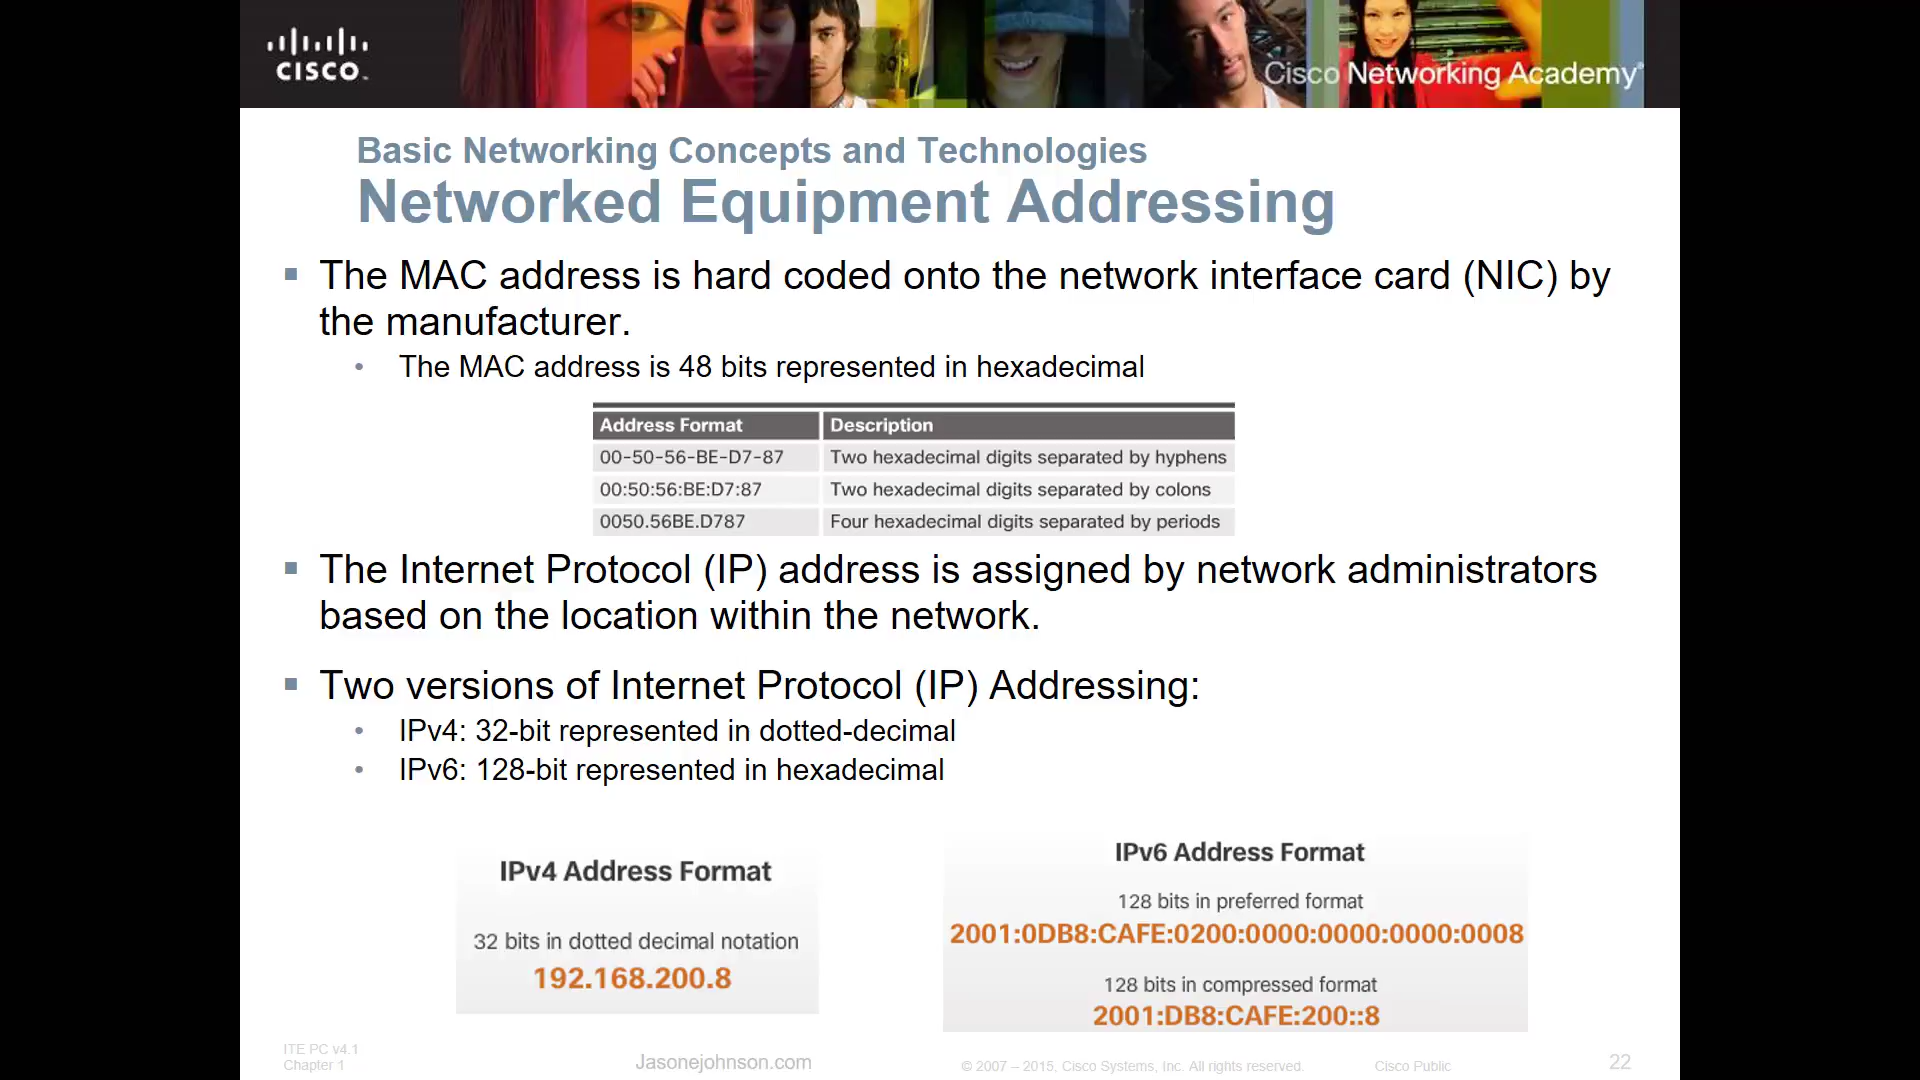 CISCO
Cisco Networking Academy®
Basic Networking Concepts and Technologies
Networked Equipment Addressing
▪ The MAC address is hard coded onto the network interface card (NIC) by
the manufacturer.
• The MAC address is 48 bits represented in hexadecimal
Address Format Description
00-50-56-BE-D7-87 Two hexadecimal digits separated by hyphens
00:50:56:BE:D7:87 Two hexadecimal digits separated by colons
0050.56BE.D787 Four hexadecimal digits separated by periods
▪ The Internet Protocol (IP) address is assigned by network administrators
based on the location within the network.
▪ Two versions of Internet Protocol (IP) Addressing:
• IPv4: 32-bit represented in dotted-decimal
• IPv6: 128-bit represented in hexadecimal
IPv4 Address Format
32 bits in dotted decimal notation
192.168.200.8
IPv6 Address Format
128 bits in preferred format
2001:0DB8:CAFE:0200:0000:0000:0000:0008
128 bits in compressed format
2001:DB8:CAFE:200::8
ITE PC v4.1
Chapter 1
Jasonejohnson.com
© 2007 – 2015, Cisco Systems, Inc. All rights reserved.
Cisco Public
22